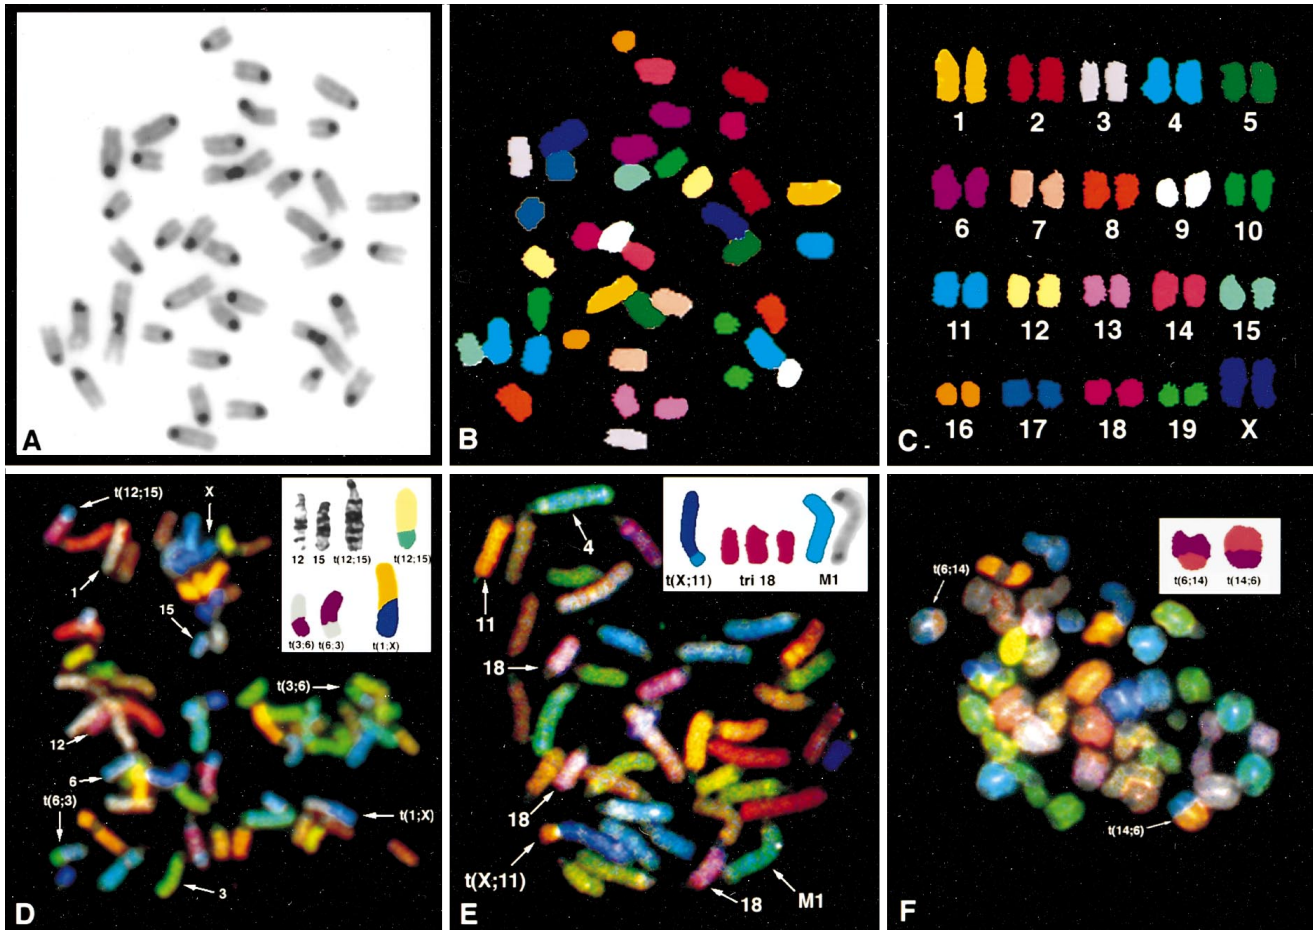 A
B
1 2 3 4 5
6 7 8 9 10
11 12 13 14 15
16 17 18 19 X
C
t(12;15)
X
12 15 t(12;15) t(12;15)
1
t(3;6) t(6;3) t(1;X)
15
t(3;6)
12
6
t(6;3)
t(1;X)
3
D
4
t(X;11) tri 18 M1
11
18
18
t(X;11)
18
M1
E
t(6;14)
t(6;14) t(14;6)
t(14;6)
F